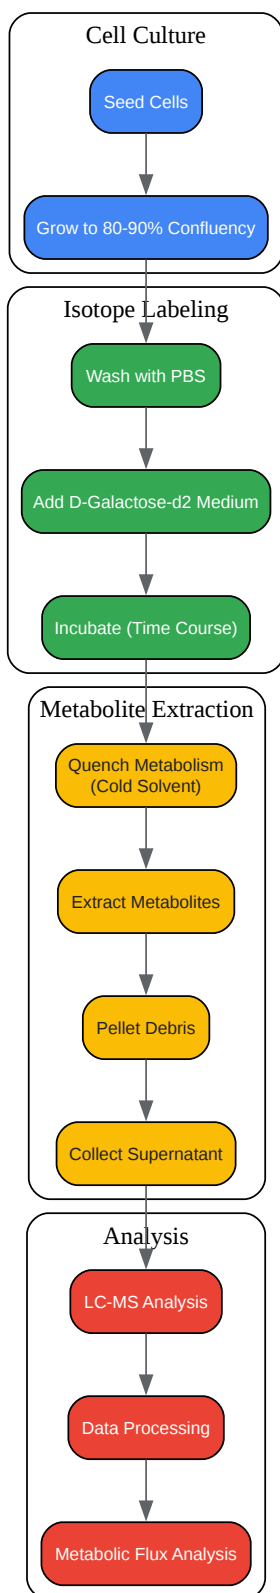 Cell Culture
Seed Cells
Grow to 80-90% Confluency
Isotope Labeling
Wash with PBS
Add D-Galactose-d2 Medium
Incubate (Time Course)
Metabolite Extraction
Quench Metabolism
(Cold Solvent)
Extract Metabolites
Pellet Debris
Collect Supernatant
Analysis
LC-MS Analysis
Data Processing
Metabolic Flux Analysis